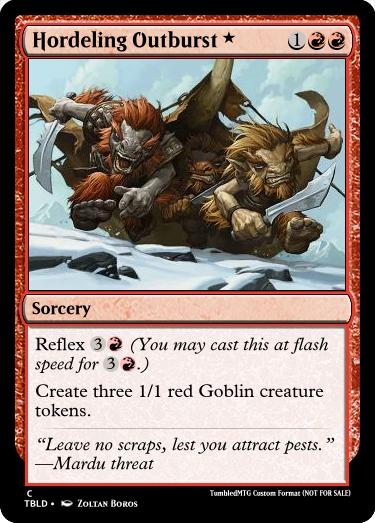 Hordeling Outburst ★ 1
Sorcery
Reflex 3 (You may cast this at flash
speed for 3 .)
Create three 1/1 red Goblin creature
tokens.
“Leave no scraps, lest you attract pests.”
—Mardu threat
C
TBLD • Zoltan Boros
TumbledMTG Custom Format (NOT FOR SALE)